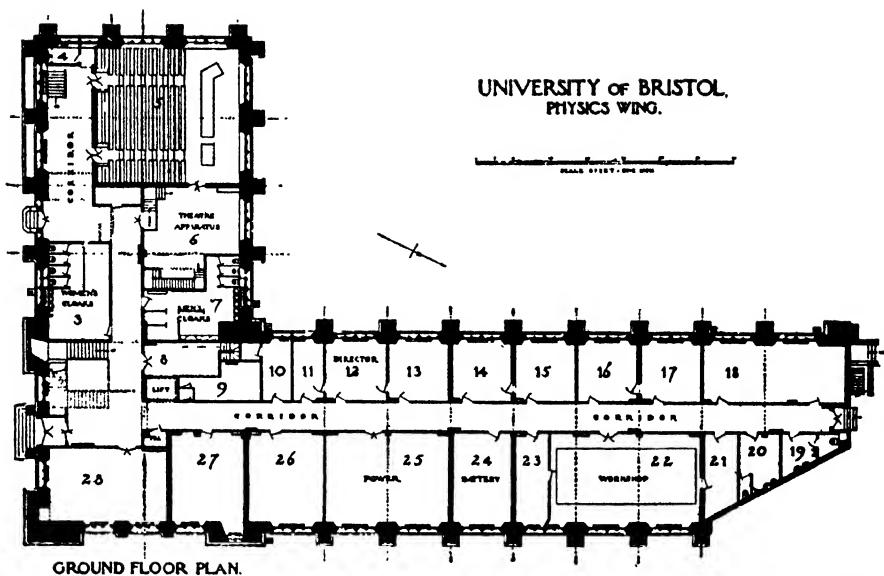 UNIVERSITY OF BRISTOL,
PHYSICS WING.
4
5
CORRIDOR
THEATRE
APPARATUS
6
WOMEN'S
CLOAKS
3
MEN'S
CLOAKS
7
8
9
LIFT
10
11
DIRECTOR
12
13
14
15
16
17
18
CORRIDOR
CORRIDOR
28
27
26
POWER
25
24
BATTERY
23
22
WORKSHOP
21
20
19
GROUND FLOOR PLAN.